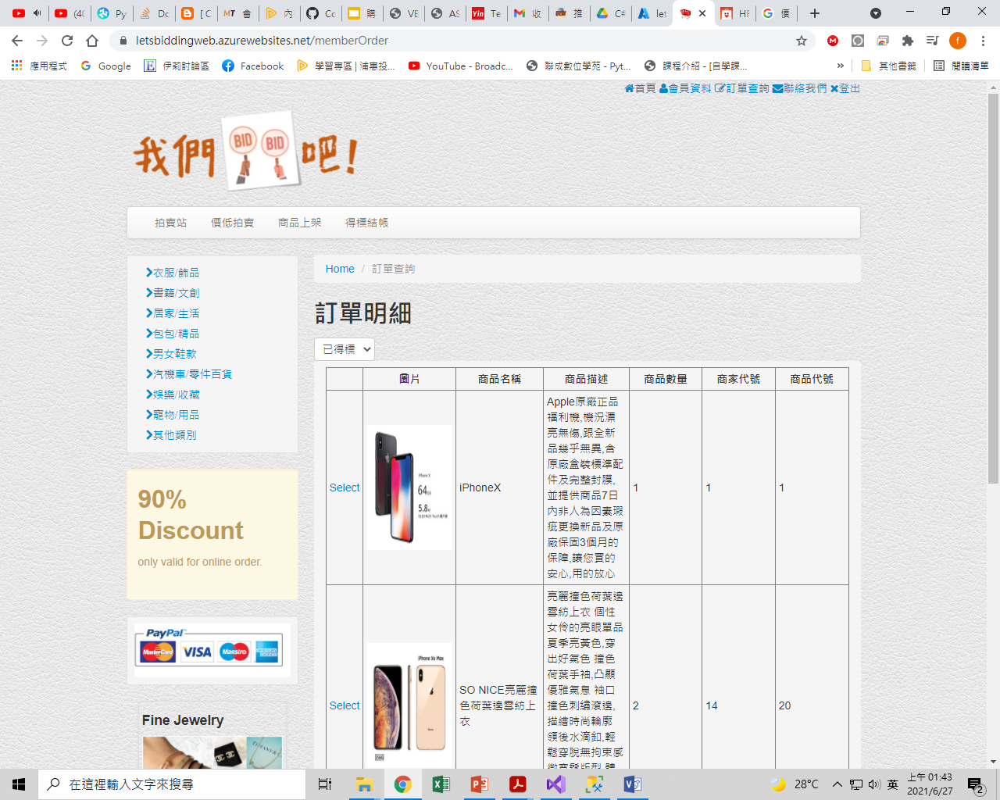 (4(
Py
Dc
[ C
會
內
Cc
購
VE
AS
Te
收
推
C#
let
HF
價
letsbiddingweb.azurewebsites.net/memberOrder
應用程式
Google
伊莉討論區
Facebook
學習專區 | 浦惠投...
YouTube - Broadc...
聯成數位學苑 - Pyt...
課程介紹 - [自學課...
»
其他書籤
閱讀清單
首頁 會員資料 訂單查詢 聯絡我們 登出
我們 BID BID 吧!
拍賣站 價低拍賣 商品上架 得標結帳
衣服/飾品
書籍/文創
居家/生活
包包/精品
男女鞋款
汽機車/零件百貨
娛樂/收藏
寵物/用品
其他類別
90%
Discount
only valid for online order.
PayPal
MasterCard VISA Maestro AMERICAN EXPRESS
Fine Jewelry
Home / 訂單查詢
訂單明細
已得標
圖片 商品名稱 商品描述 商品數量 商家代號 商品代號
Select
iPhone X
64GB
5.8吋
iPhoneX
Apple原廠正品
福利機,機況漂
亮無傷,跟全新
品幾乎無異,含
原廠盒裝標準配
件及完整封膜,
並提供商品7日
內非人為因素瑕
疵更換新品及原
廠保固3個月的
保障,讓您買的
安心,用的放心
1 1 1
Select
iPhone Xs Max
SO NICE亮麗撞
色荷葉邊雪紡上
衣
亮麗撞色荷葉邊
雪紡上衣 個性
女伶的亮眼單品
夏季亮黃色,穿
出好氣色 撞色
荷葉手袖,凸顯
優雅氣息 袖口
撞色刺繡滾邊,
描繪時尚輪廓
領後水滴釦,輕
鬆穿脫無拘束感
2 14 20
在這裡輸入文字來搜尋
28°C
英
上午 01:43
2021/6/27
2